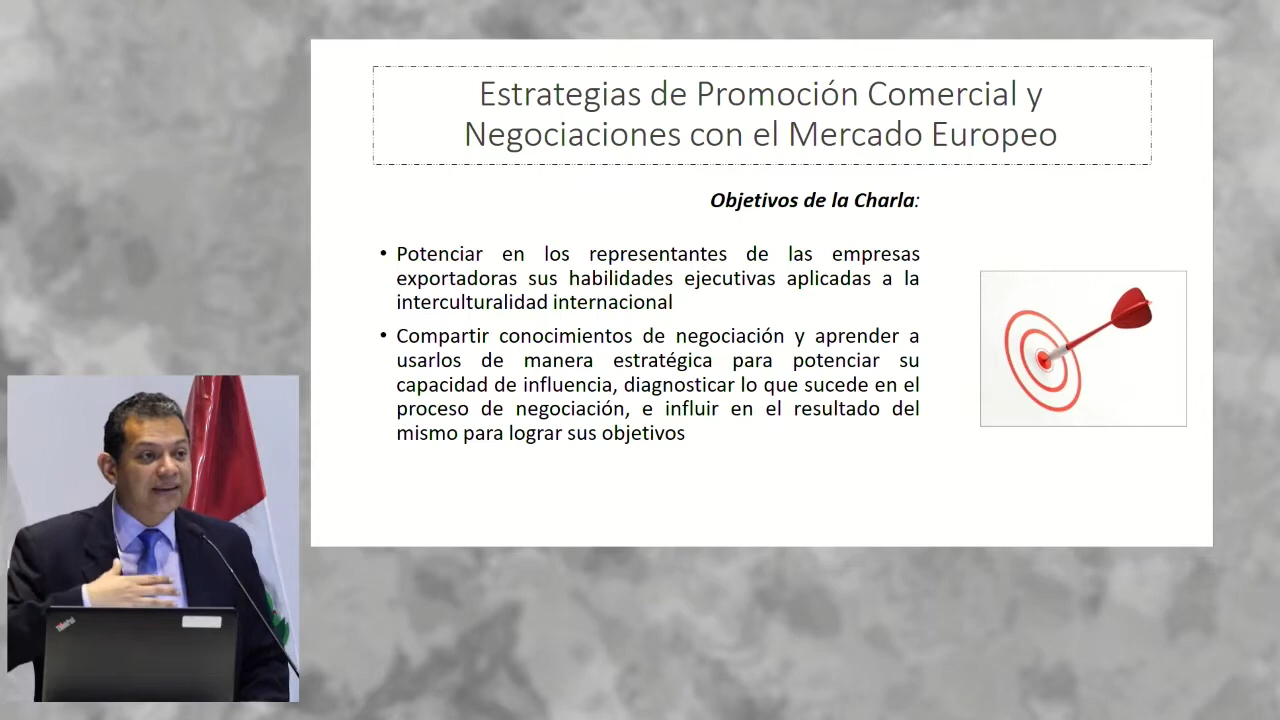 Estrategias de Promoción Comercial y
Negociaciones con el Mercado Europeo
Objetivos de la Charla:
• Potenciar en los representantes de las empresas
exportadoras sus habilidades ejecutivas aplicadas a la
interculturalidad internacional
• Compartir conocimientos de negociación y aprender a
usarlos de manera estratégica para potenciar su
capacidad de influencia, diagnosticar lo que sucede en el
proceso de negociación, e influir en el resultado del
mismo para lograr sus objetivos
ThinkPad